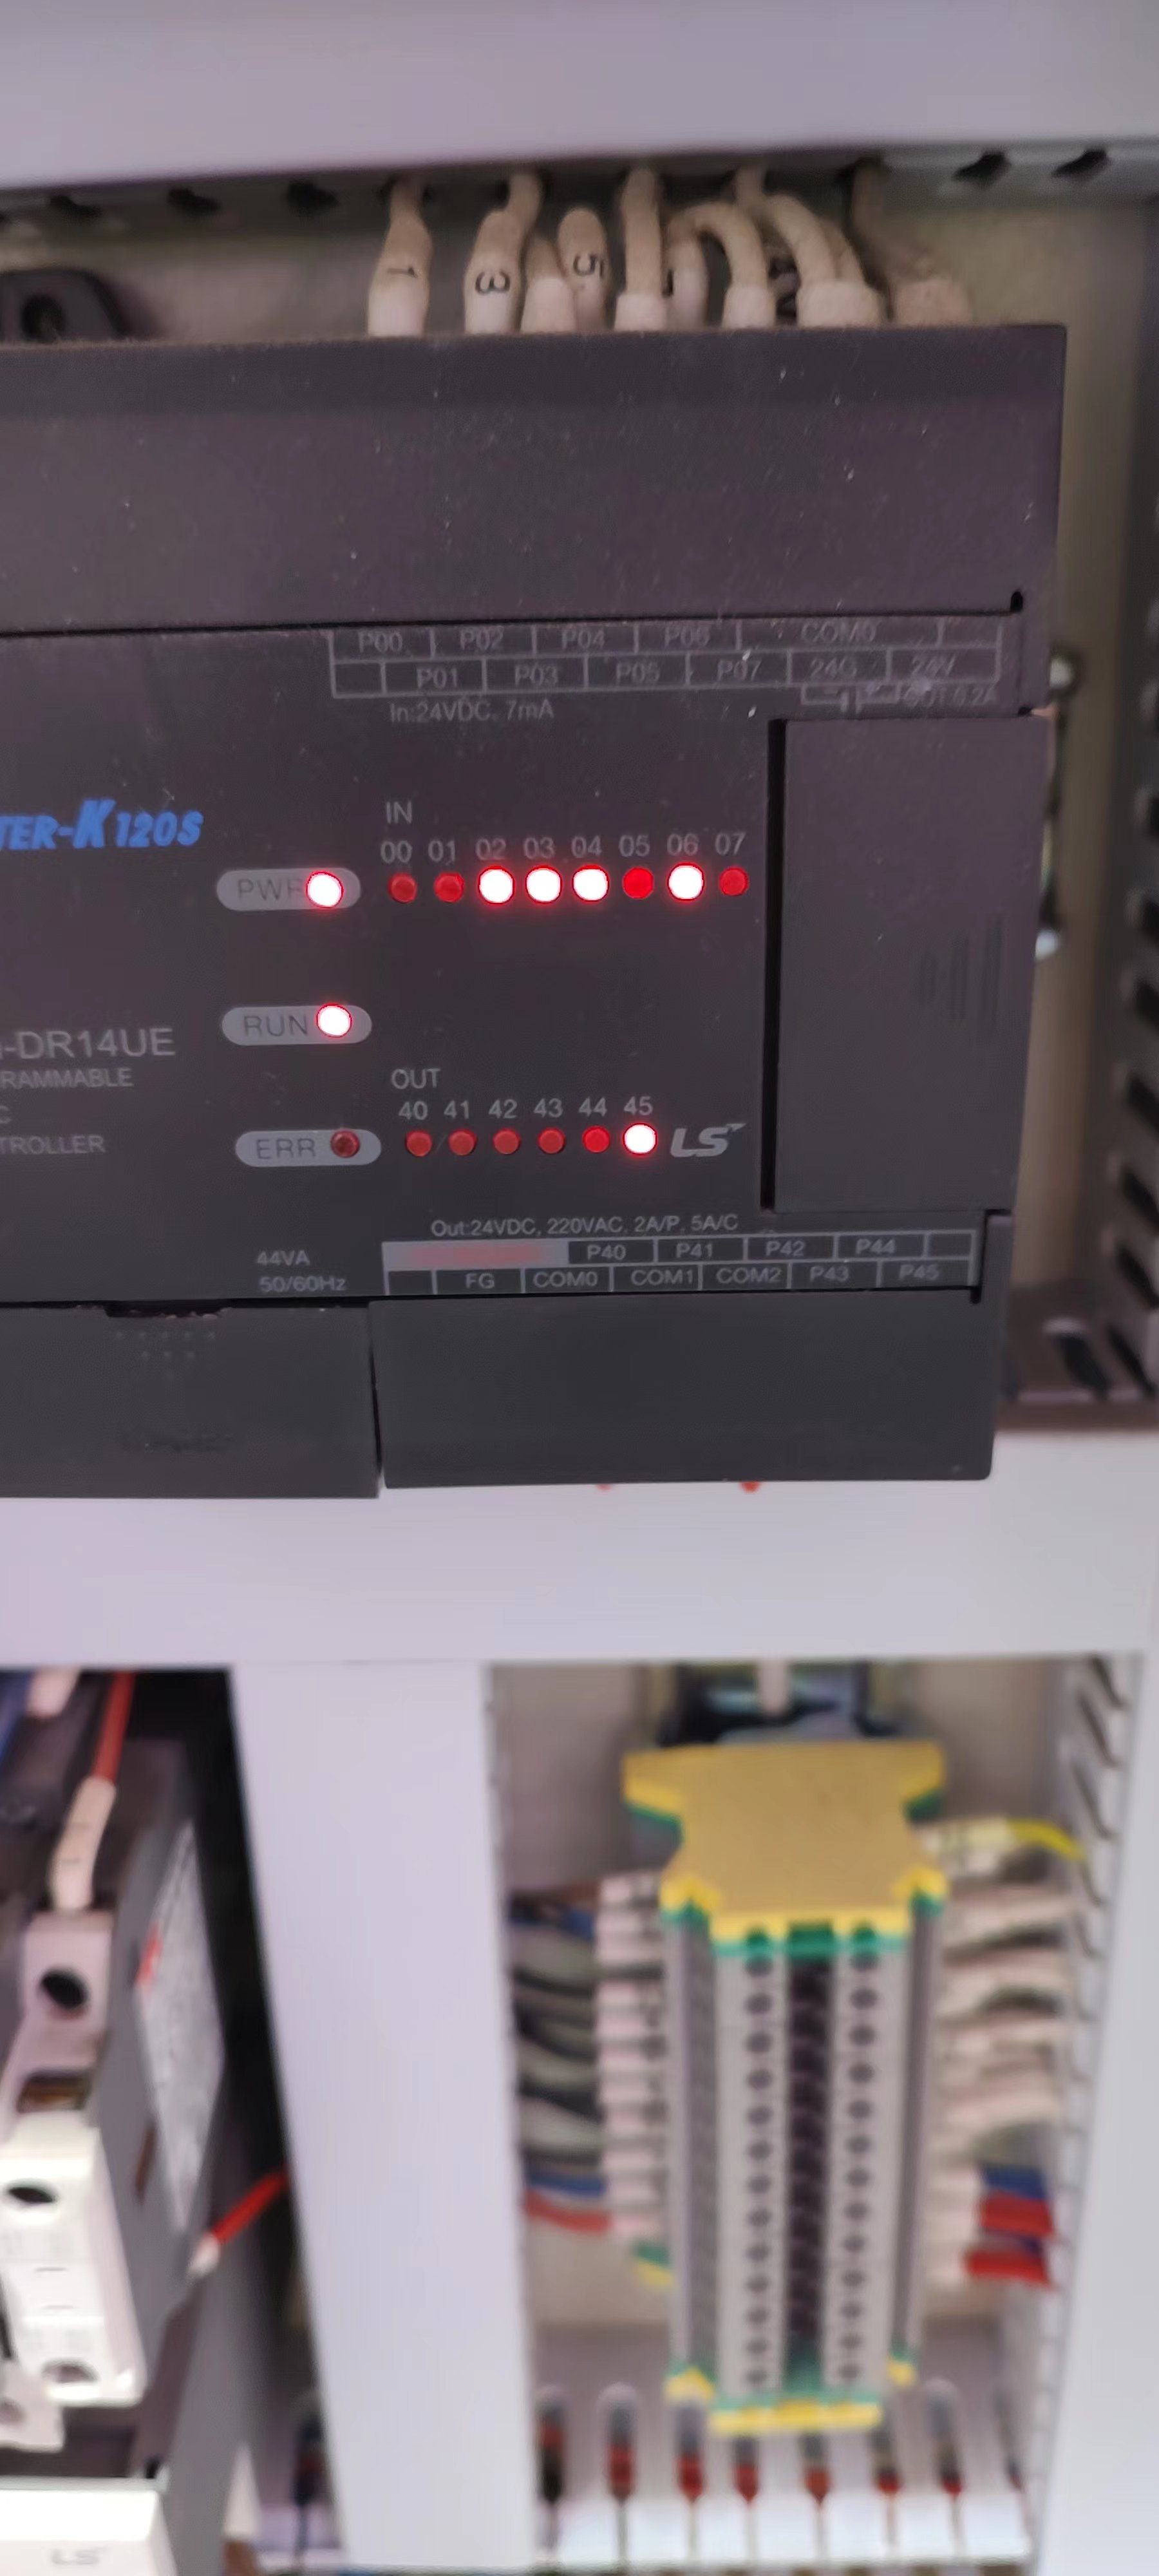 1 3 5
P00 P02 P04 P06 COM0
P01 P03 P05 P07 24G 24V
In:24VDC, 7mA
TER-K120S
IN
00 01 02 03 04 05 06 07
PWR
RUN
-DR14UE
RAMMABLE
C
TROLLER
OUT
40 41 42 43 44 45
ERR
LS
Out:24VDC, 220VAC, 2A/P, 5A/C
44VA
50/60Hz
P40 P41 P42 P44
FG COM0 COM1 COM2 P43 P45
LS